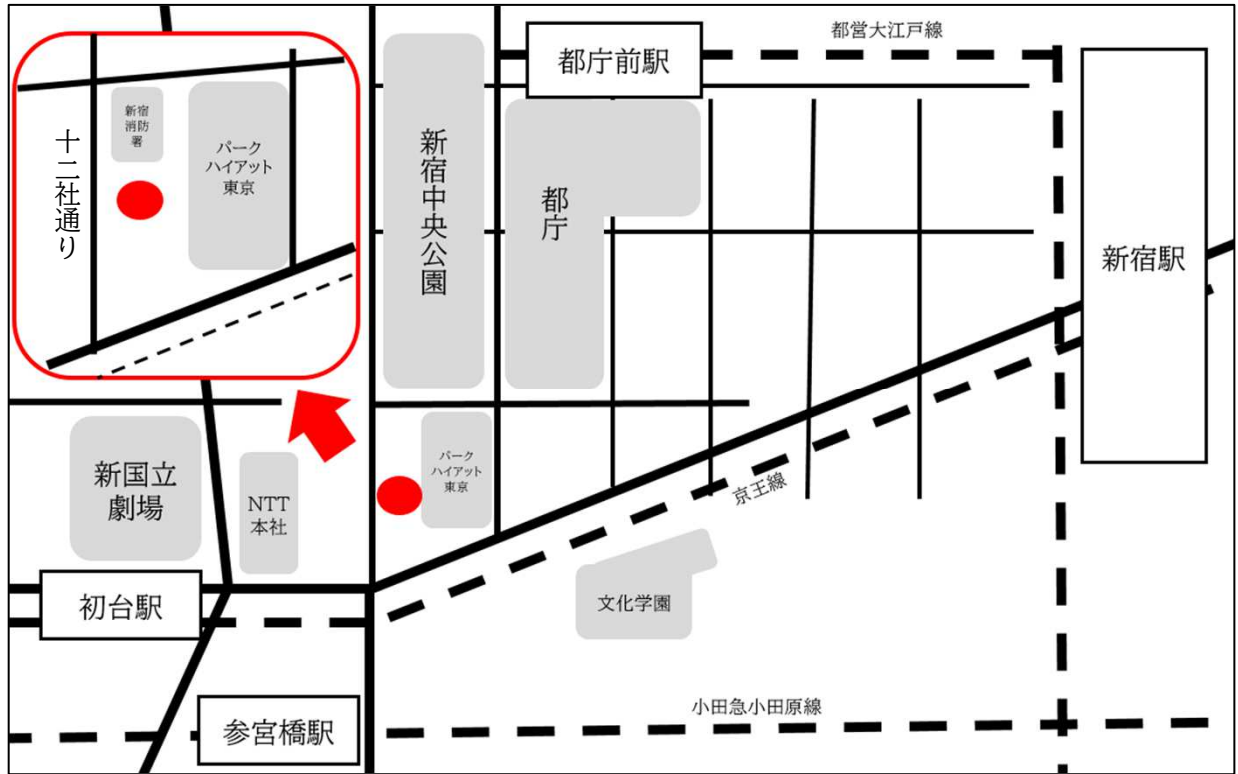 都営大江戸線
都庁前駅
新宿
消防
署
パーク
ハイアット
東京
十二社通り
新宿中央公園
都庁
新宿駅
新国立
劇場
NTT
本社
パーク
ハイアット
東京
京王線
初台駅
文化学園
参宮橋駅
小田急小田原線